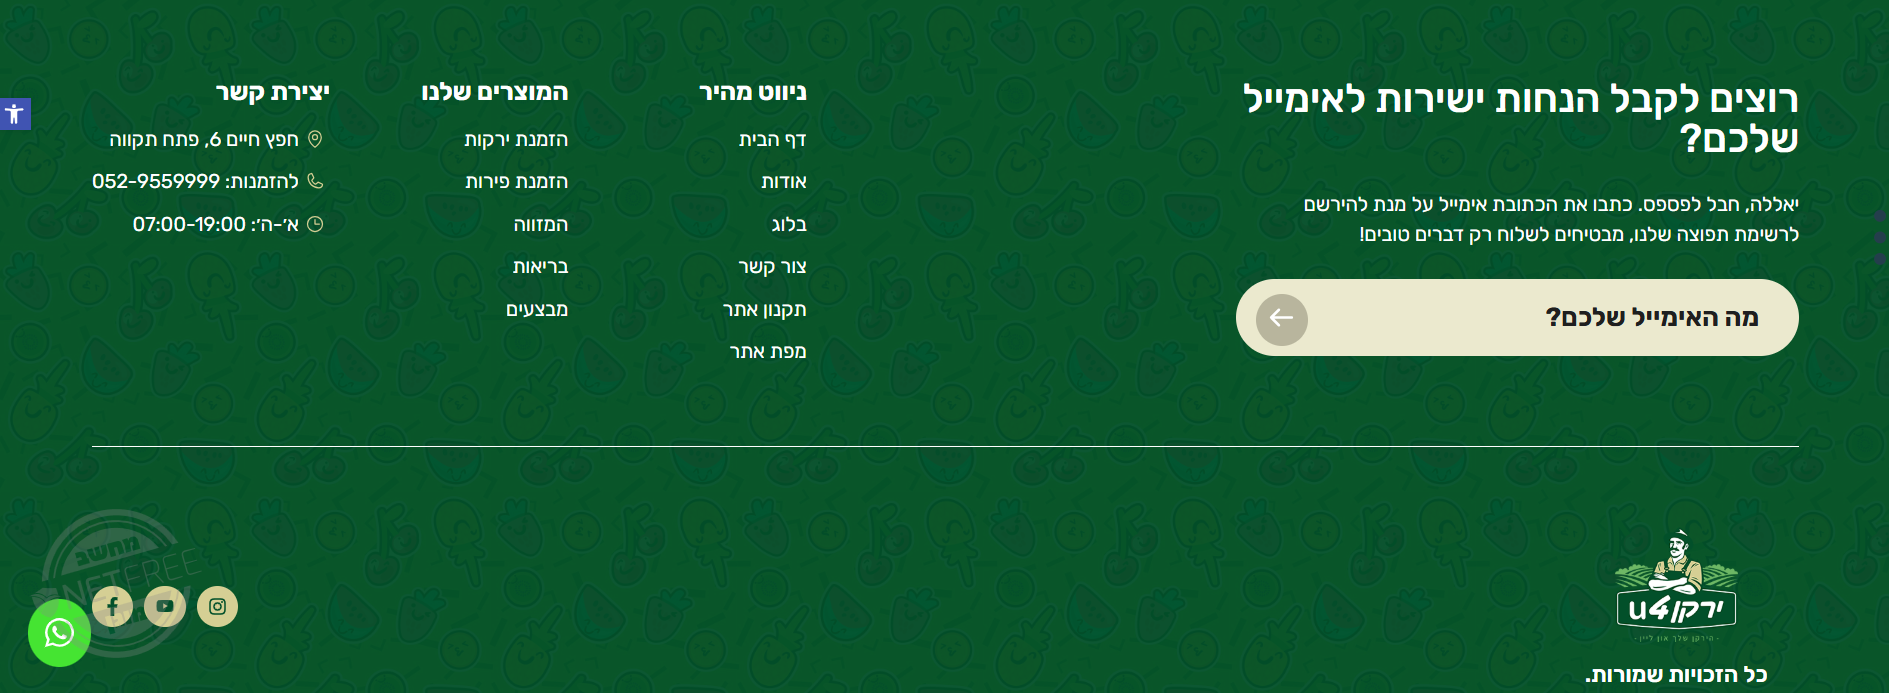 רוצים לקבל הנחות ישירות לאימייל
שלכם?
יאללה, חבל לפספס. כתבו את הכתובת אימייל על מנת להירשם
לרשימת תפוצה שלנו, מבטיחים לשלוח רק דברים טובים!
מה האימייל שלכם?
ניווט מהיר
דף הבית
אודות
בלוג
צור קשר
תקנון אתר
מפת אתר
המוצרים שלנו
הזמנת ירקות
הזמנת פירות
המזווה
בריאות
מבצעים
יצירת קשר
חפץ חיים 6, פתח תקווה
להזמנות: 052-9559999
א׳-ה׳: 07:00-19:00
ירקן u4
- הירקן שלך און ליין -
כל הזכויות שמורות.
מחשב
NETFREE